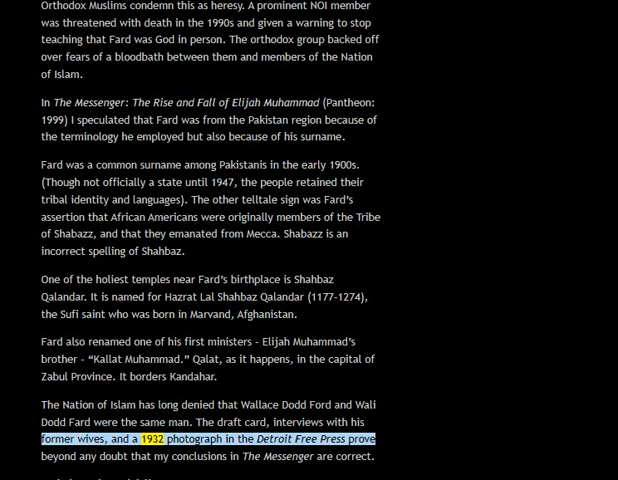 Orthodox Muslims condemn this as heresy. A prominent NOI member
was threatened with death in the 1990s and given a warning to stop
teaching that Fard was God in person. The orthodox group backed off
over fears of a bloodbath between them and members of the Nation
of Islam.
In The Messenger: The Rise and Fall of Elijah Muhammad (Pantheon:
1999) I speculated that Fard was from the Pakistan region because of
the terminology he employed but also because of his surname.
Fard was a common surname among Pakistanis in the early 1900s.
(Though not officially a state until 1947, the people retained their
tribal identity and languages). The other telltale sign was Fard’s
assertion that African Americans were originally members of the Tribe
of Shabazz, and that they emanated from Mecca. Shabazz is an
incorrect spelling of Shahbaz.
One of the holiest temples near Fard’s birthplace is Shahbaz
Qalandar. It is named for Hazrat Lal Shahbaz Qalandar (1177-1274),
the Sufi saint who was born in Marvand, Afghanistan.
Fard also renamed one of his first ministers – Elijah Muhammad’s
brother – “Kallat Muhammad.” Qalat, as it happens, in the capital of
Zabul Province. It borders Kandahar.
The Nation of Islam has long denied that Wallace Dodd Ford and Wali
Dodd Fard were the same man. The draft card, interviews with his
former wives, and a 1932 photograph in the Detroit Free Press prove
beyond any doubt that my conclusions in The Messenger are correct.